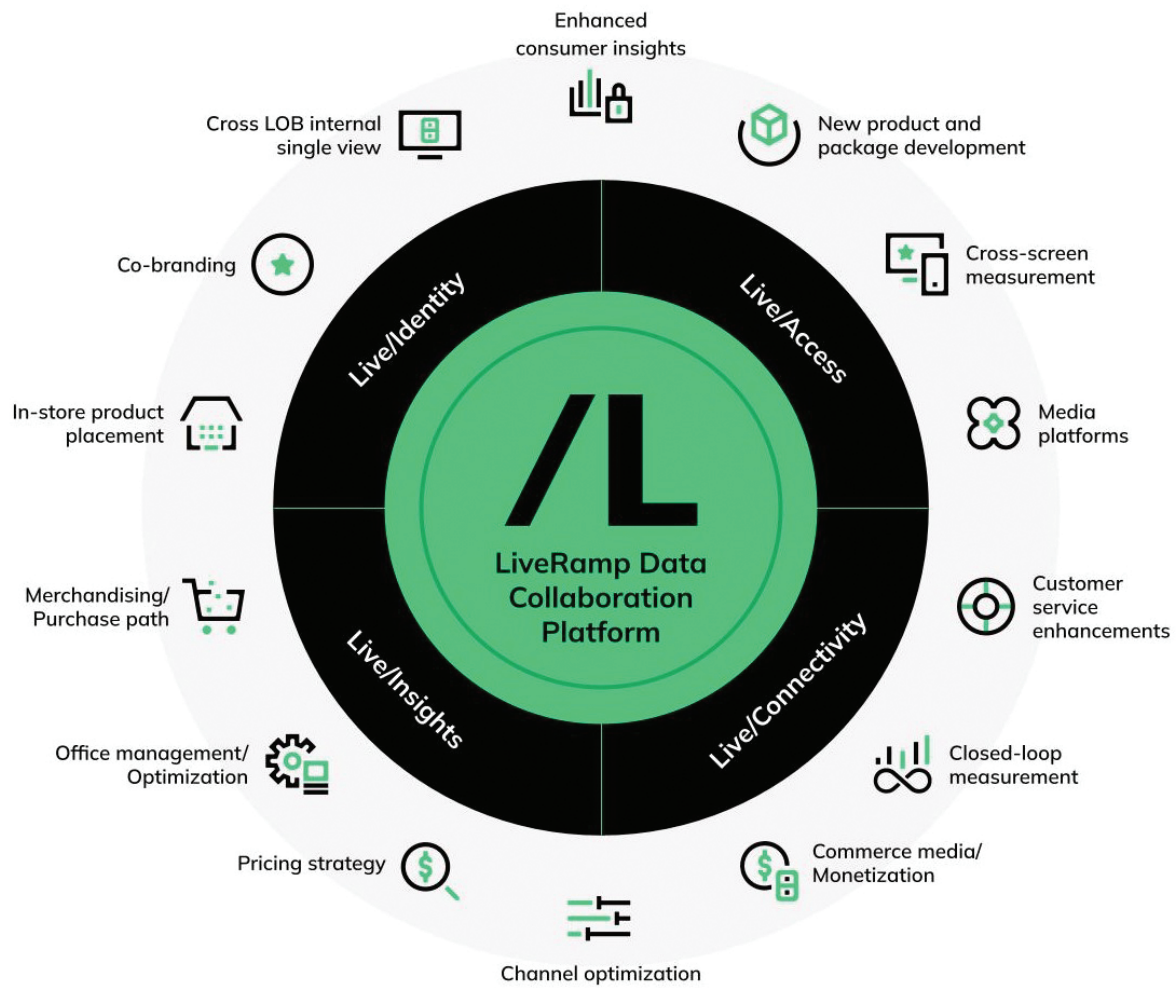 Enhanced
consumer insights
Cross LOB internal
single view
New product and
package development
Co-branding
Cross-screen
measurement
Live/Identity
Live/Access
In-store product
placement
Media
platforms
/L
LiveRamp Data
Collaboration
Platform
Merchandising/
Purchase path
Customer
service
enhancements
Live/Insights
Live/Connectivity
Office management/
Optimization
Closed-loop
measurement
Pricing strategy
Commerce media/
Monetization
Channel optimization